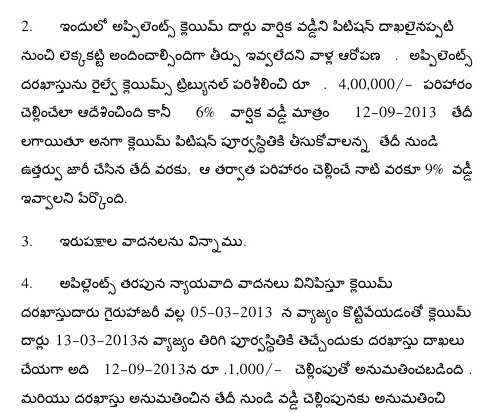 2. ఇందులో అప్పిలెంట్స్ క్లెయిమ్ దార్లు వార్షిక వడ్డీని పిటిషన్ దాఖలైనప్పటి
నుంచి లెక్కకట్టి అందించాల్సిందిగా తీర్పు ఇవ్వలేదని వాళ్ల ఆరోపణ . అప్పిలెంట్స్
దరఖాస్తును రైల్వే క్లెయిమ్స్ ట్రిబ్యునల్ పరిశీలించి రూ . 4,00,000/- పరిహారం
చెల్లించేలా ఆదేశించింది కానీ 6% వార్షిక వడ్డీ మాత్రం 12-09-2013 తేదీ
లగాయితూ అనగా క్లెయిమ్ పిటిషన్ పూర్వస్థితికి తీసుకోవాలన్న తేదీ నుండి
ఉత్తర్వు జారీ చేసిన తేదీ వరకు, ఆ తర్వాత పరిహారం చెల్లించే నాటి వరకూ 9% వడ్డీ
ఇవ్వాలని పేర్కొంది.
3. ఇరుపక్షాల వాదనలను విన్నాము.
4. అపిల్లెంట్స్ తరపున న్యాయవాది వాదనలు వినిపిస్తూ క్లెయిమ్
దరఖాస్తుదారు గైరుహాజరీ వల్ల 05-03-2013 న వ్యాజ్యం కొట్టివేయడంతో క్లెయిమ్
దార్లు 13-03-2013న వ్యాజ్యం తిరిగి పూర్వస్థితికి తెచ్చేందుకు దరఖాస్తు దాఖలు
చేయగా అది 12-09-2013న రూ .1,000/- చెల్లింపుతో అనుమతించబడింది .
మరియు దరఖాస్తు అనుమతించిన తేదీ నుండి వడ్డీ చెల్లింపునకు అనుమతించి